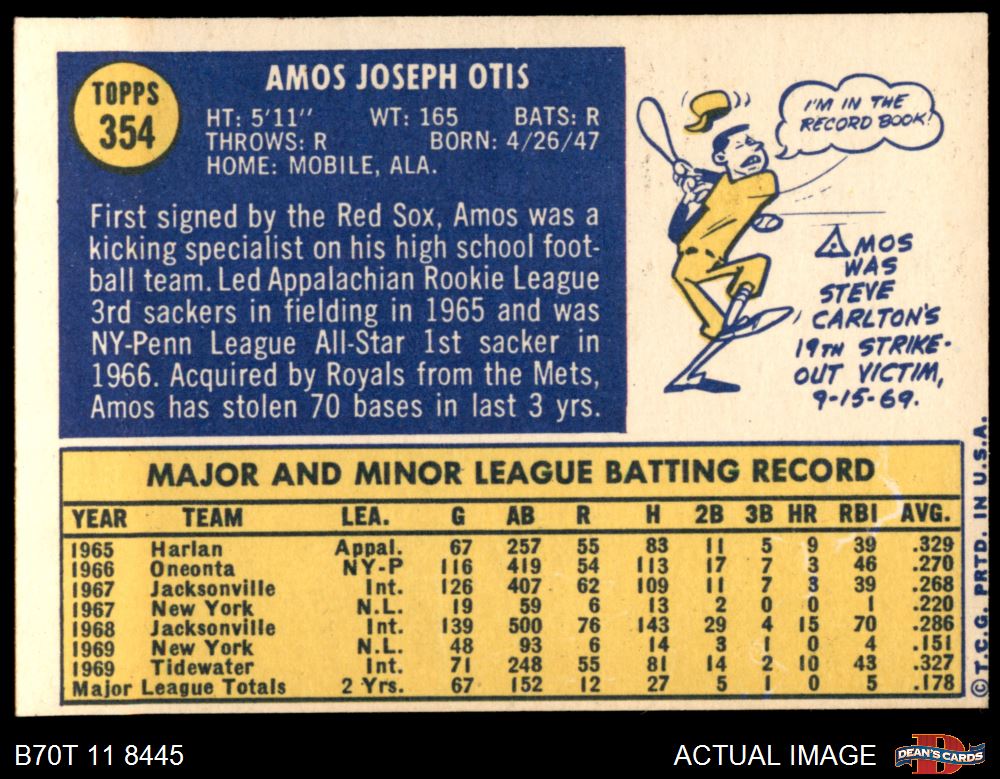 TOPPS
354
AMOS JOSEPH OTIS
HT: 5'11" WT: 165 BATS: R
THROWS: R BORN: 4/26/47
HOME: MOBILE, ALA.
First signed by the Red Sox, Amos was a
kicking specialist on his high school foot-
ball team. Led Appalachian Rookie League
3rd sackers in fielding in 1965 and was
NY-Penn League All-Star 1st sacker in
1966. Acquired by Royals from the Mets,
Amos has stolen 70 bases in last 3 yrs.
I'M IN THE
RECORD BOOK!
AMOS
WAS
STEVE
CARLTON'S
19TH STRIKE-
OUT VICTIM,
9-15-69.
MAJOR AND MINOR LEAGUE BATTING RECORD
YEAR TEAM LEA. G AB R H 2B 3B HR RBI AVG.
1965 Harlan Appal. 67 257 55 83 11 5 9 39 .329
1966 Oneonta NY-P 116 419 54 113 17 7 3 46 .270
1967 Jacksonville Int. 126 407 62 109 11 7 3 39 .268
1967 New York N.L. 19 59 6 13 2 0 0 1 .220
1968 Jacksonville Int. 139 500 76 143 29 4 15 70 .286
1969 New York N.L. 48 93 6 14 3 1 0 4 .151
1969 Tidewater Int. 71 248 55 81 14 2 10 43 .327
Major League Totals 2 Yrs. 67 152 12 27 5 1 0 5 .178
© T.C.G. PRTD. IN U.S.A.
B70T 11 8445
ACTUAL IMAGE
DEAN'S CARDS